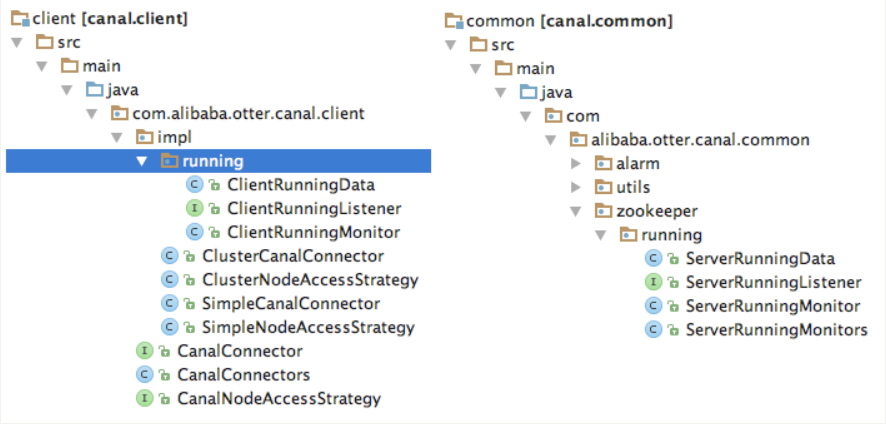 client [canal.client]
src
main
java
com.alibaba.otter.canal.client
impl
running
C ClientRunningData
I ClientRunningListener
C ClientRunningMonitor
C ClusterCanalConnector
C ClusterNodeAccessStrategy
C SimpleCanalConnector
C SimpleNodeAccessStrategy
I CanalConnector
C CanalConnectors
I CanalNodeAccessStrategy
common [canal.common]
src
main
java
com
alibaba.otter.canal.common
alarm
utils
zookeeper
running
C ServerRunningData
I ServerRunningListener
C ServerRunningMonitor
C ServerRunningMonitors